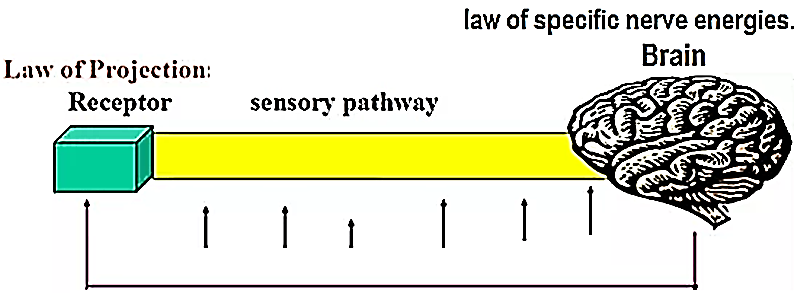 law of specific nerve energies.
Brain
Law of Projection:
Receptor
sensory pathway